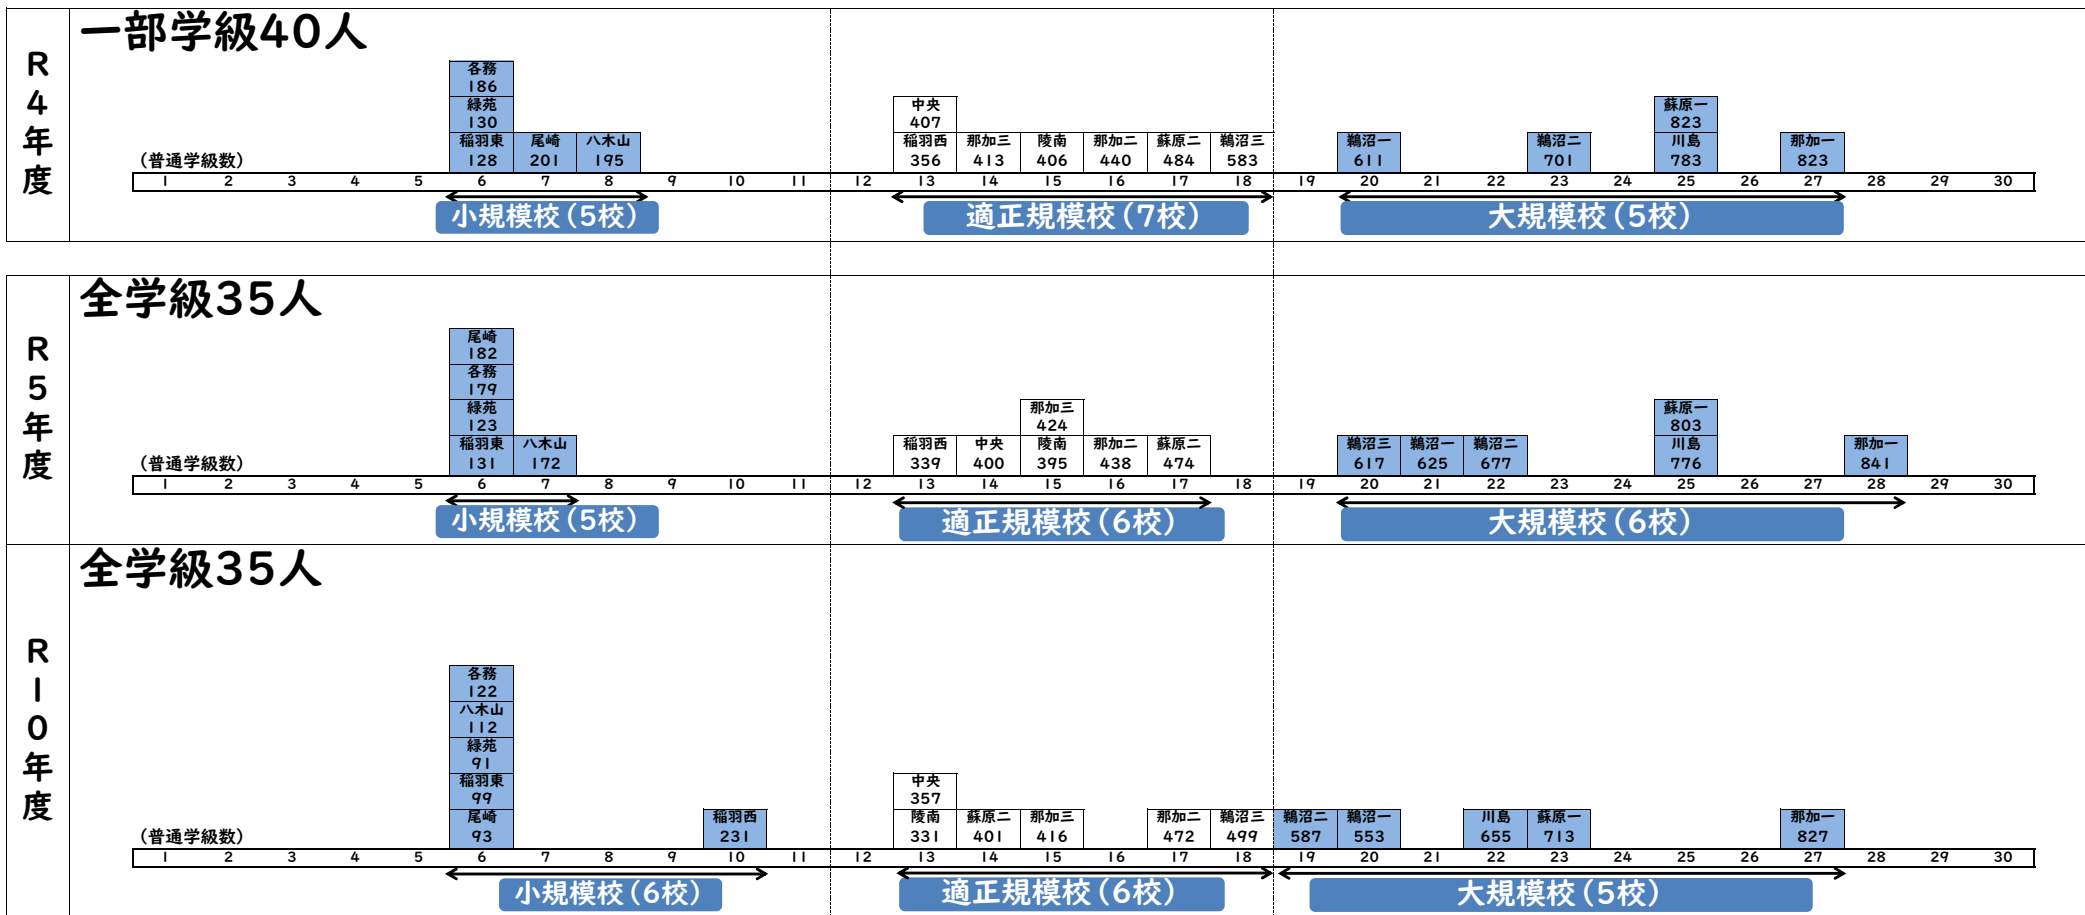 R4年度
一部学級40人
各務
186
緑苑
130
中央
407
蘇原一
823
稲羽東 尾崎 八木山 稲羽西 那加三 陵南 那加二 蘇原二 鵜沼三 鵜沼一 鵜沼二 川島 那加一
(普通学級数) 128 201 195 356 413 406 440 484 583 611 701 783 823
1 2 3 4 5 6 7 8 9 10 11 12 13 14 15 16 17 18 19 20 21 22 23 24 25 26 27 28 29 30
小規模校(5校) 適正規模校(7校) 大規模校(5校)
R5年度
全学級35人
尾崎
182
各務
179
緑苑 那加三 蘇原一
123 424 803
稲羽東 八木山 稲羽西 中央 陵南 那加二 蘇原二 鵜沼三 鵜沼一 鵜沼二 川島 那加一
(普通学級数) 131 172 339 400 395 438 474 617 625 677 776 841
1 2 3 4 5 6 7 8 9 10 11 12 13 14 15 16 17 18 19 20 21 22 23 24 25 26 27 28 29 30
小規模校(5校) 適正規模校(6校) 大規模校(6校)
R10年度
全学級35人
各務
122
八木山
112
緑苑
91
稲羽東 中央
99 357
尾崎 稲羽西 陵南 蘇原二 那加三 那加二 鵜沼三 鵜沼二 鵜沼一 川島 蘇原一 那加一
(普通学級数) 93 231 331 401 416 472 499 587 553 655 713 827
1 2 3 4 5 6 7 8 9 10 11 12 13 14 15 16 17 18 19 20 21 22 23 24 25 26 27 28 29 30
小規模校(6校) 適正規模校(6校) 大規模校(5校)